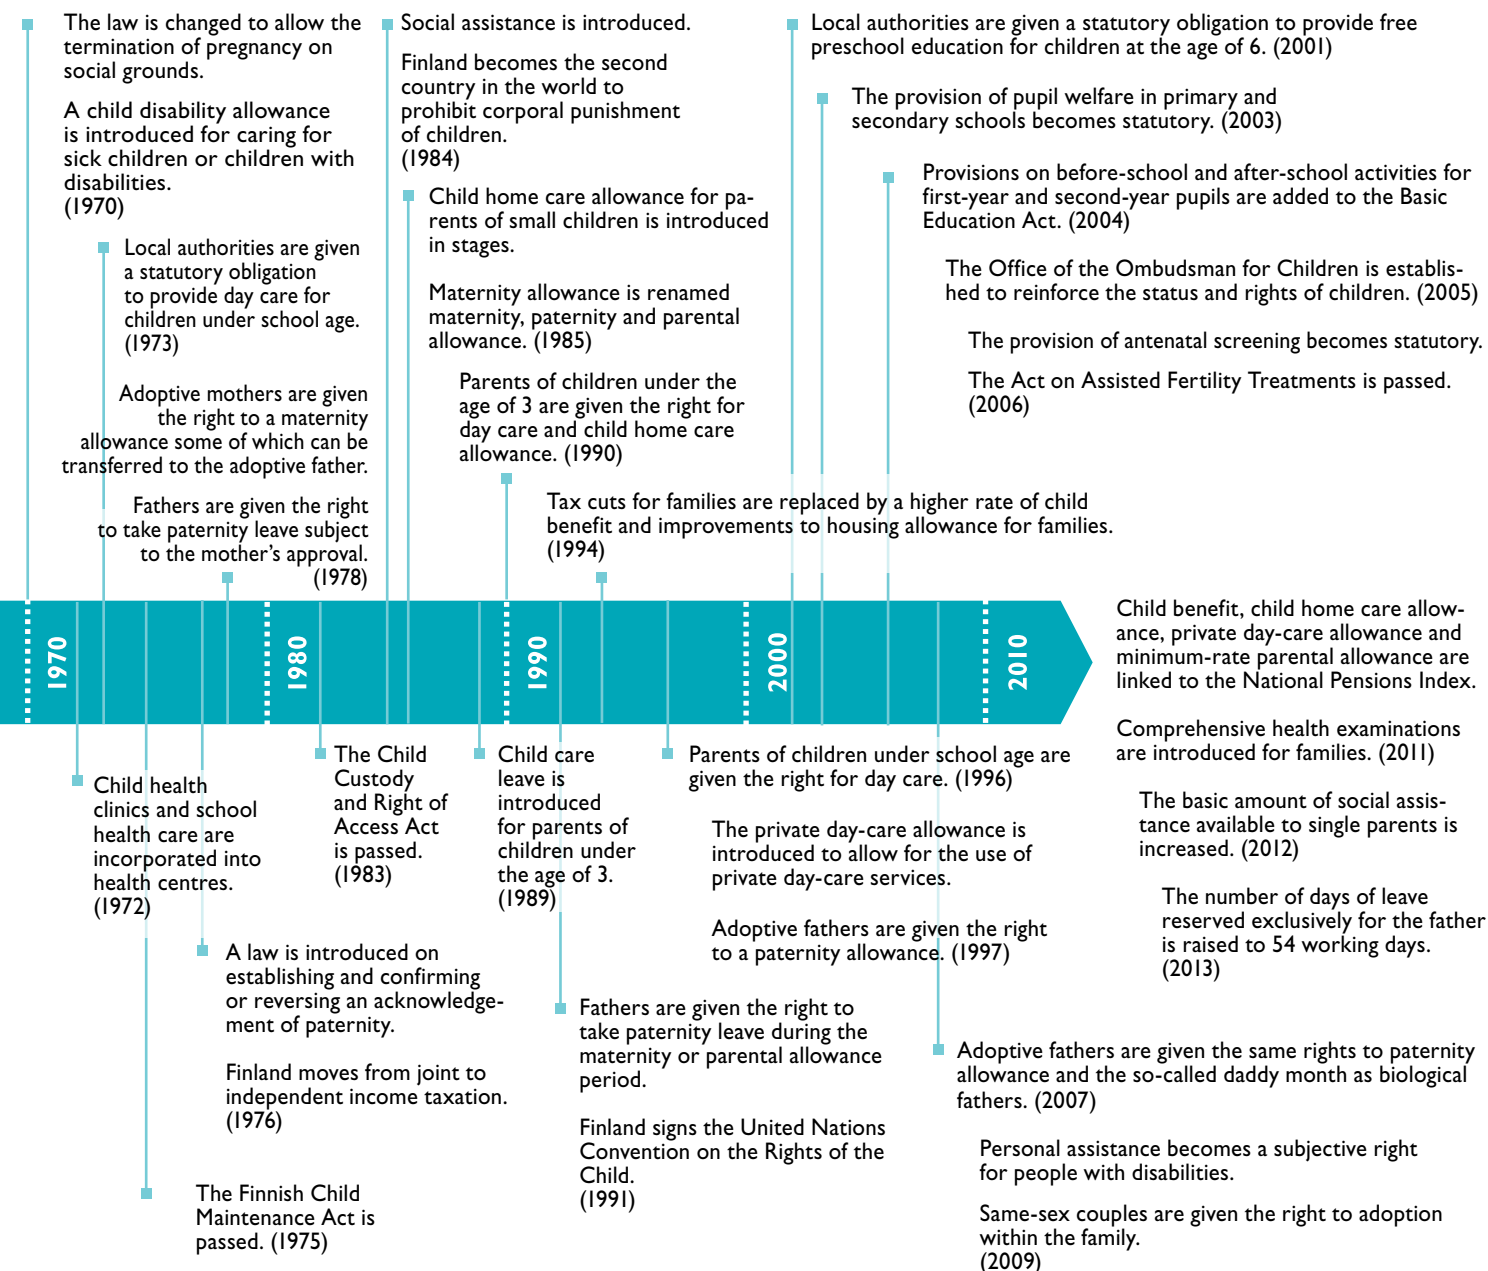 The law is changed to allow the
termination of pregnancy on
social grounds.
A child disability allowance
is introduced for caring for
sick children or children with
disabilities.
(1970)
Local authorities are given
a statutory obligation
to provide day care for
children under school age.
(1973)
Adoptive mothers are given
the right to a maternity
allowance some of which can be
transferred to the adoptive father.
Fathers are given the right
to take paternity leave subject
to the mother's approval.
(1978)
Social assistance is introduced.
Finland becomes the second
country in the world to
prohibit corporal punishment
of children.
(1984)
Child home care allowance for pa-
rents of small children is introduced
in stages.
Maternity allowance is renamed
maternity, paternity and parental
allowance. (1985)
Parents of children under the
age of 3 are given the right for
day care and child home care
allowance. (1990)
Tax cuts for families are replaced by a higher rate of child
benefit and improvements to housing allowance for families.
(1994)
Local authorities are given a statutory obligation to provide free
preschool education for children at the age of 6. (2001)
The provision of pupil welfare in primary and
secondary schools becomes statutory. (2003)
Provisions on before-school and after-school activities for
first-year and second-year pupils are added to the Basic
Education Act. (2004)
The Office of the Ombudsman for Children is establis-
hed to reinforce the status and rights of children. (2005)
The provision of antenatal screening becomes statutory.
The Act on Assisted Fertility Treatments is passed.
(2006)
1970
1980
1990
2000
2010
Child health
clinics and school
health care are
incorporated into
health centres.
(1972)
A law is introduced on
establishing and confirming
or reversing an acknowledge-
ment of paternity.
Finland moves from joint to
independent income taxation.
(1976)
The Finnish Child
Maintenance Act is
passed. (1975)
The Child
Custody
and Right of
Access Act
is passed.
(1983)
Child care
leave is
introduced
for parents of
children under
the age of 3.
(1989)
Fathers are given the right to
take paternity leave during the
maternity or parental allowance
period.
Finland signs the United Nations
Convention on the Rights of the
Child.
(1991)
Parents of children under school age are
given the right for day care. (1996)
The private day-care allowance is
introduced to allow for the use of
private day-care services.
Adoptive fathers are given the right
to a paternity allowance. (1997)
Adoptive fathers are given the same rights to paternity
allowance and the so-called daddy month as biological
fathers. (2007)
Personal assistance becomes a subjective right
for people with disabilities.
Same-sex couples are given the right to adoption
within the family.
(2009)
Child benefit, child home care allow-
ance, private day-care allowance and
minimum-rate parental allowance are
linked to the National Pensions Index.
Comprehensive health examinations
are introduced for families. (2011)
The basic amount of social assis-
tance available to single parents is
increased. (2012)
The number of days of leave
reserved exclusively for the father
is raised to 54 working days.
(2013)